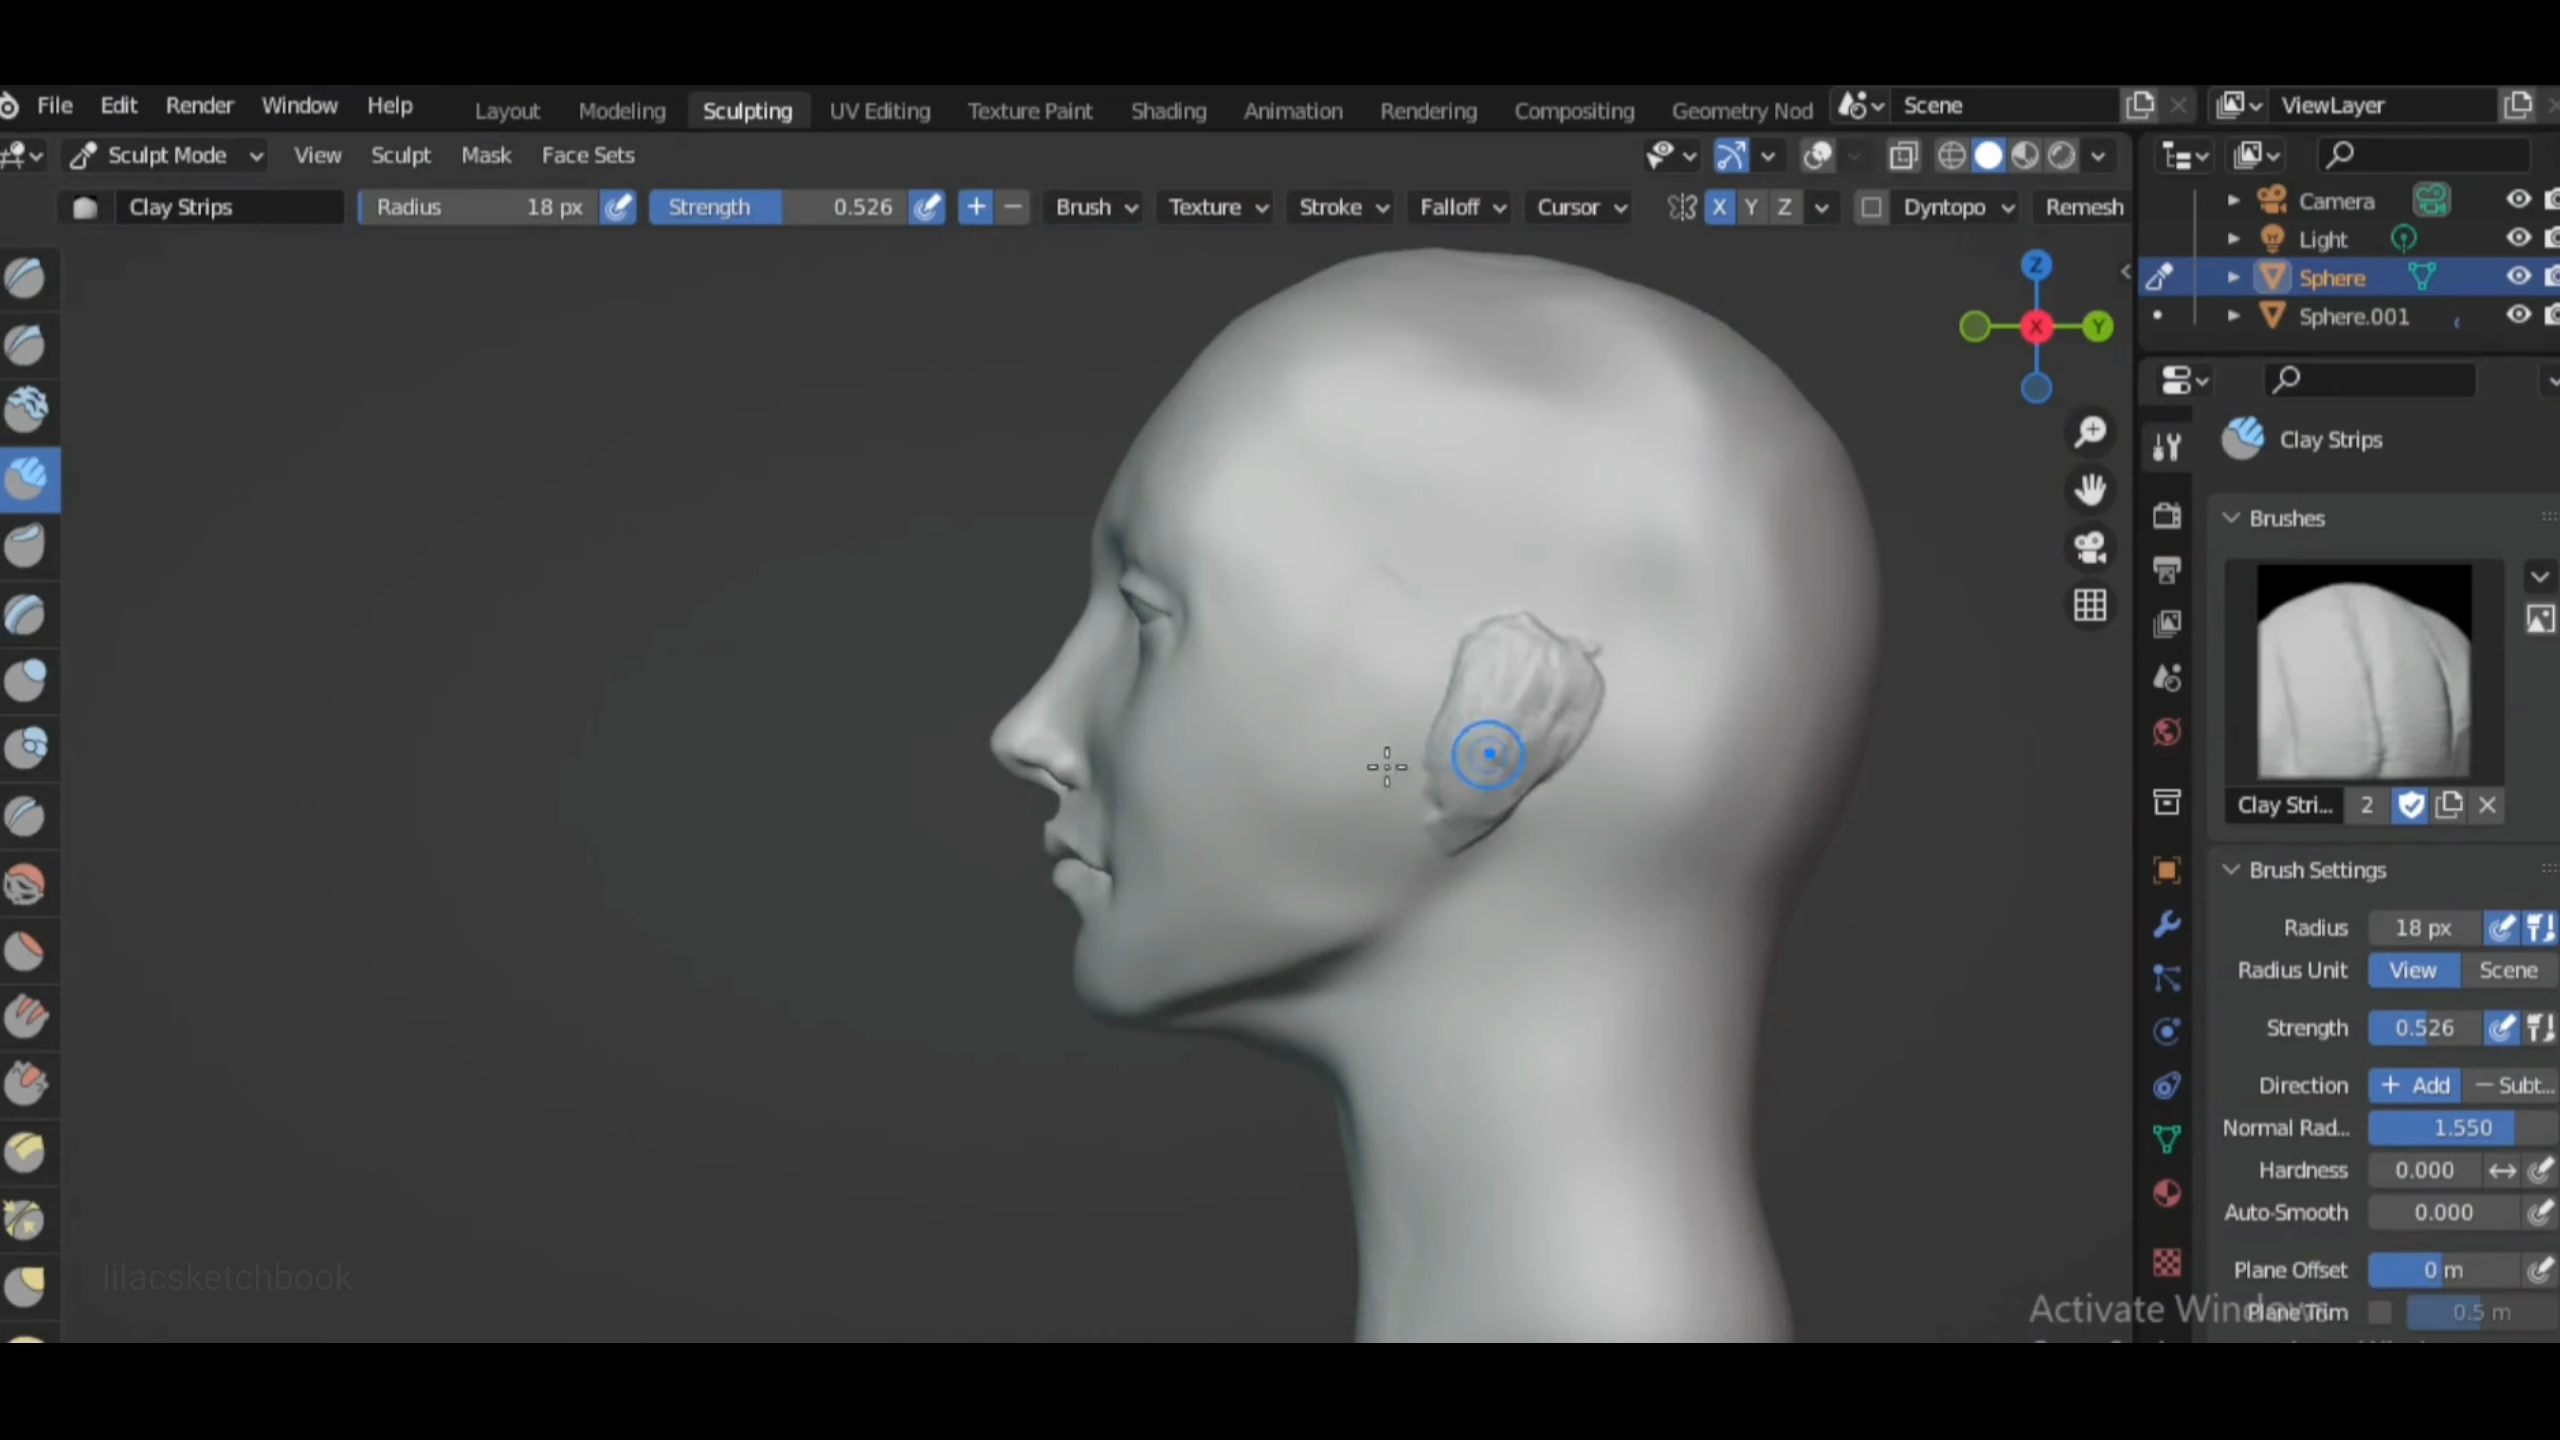 File Edit Render Window Help Layout Modeling Sculpting UV Editing Texture Paint Shading Animation Rendering Compositing Geometry Nod Scene ViewLayer
Sculpt Mode View Sculpt Mask Face Sets
Clay Strips Radius 18 px Strength 0.526 + − Brush Texture Stroke Falloff Cursor X Y Z Dyntopo Remesh
Camera
Light
Sphere
Sphere.001
Z
X
Y
Clay Strips
Brushes
Clay Stri... 2
Brush Settings
Radius 18 px
Radius Unit View Scene
Strength 0.526
Direction + Add − Subt...
Normal Rad... 1.550
Hardness 0.000
Auto-Smooth 0.000
Plane Offset 0 m
Plane Trim 0.5 m
lilacsketchbook
Activate Windows